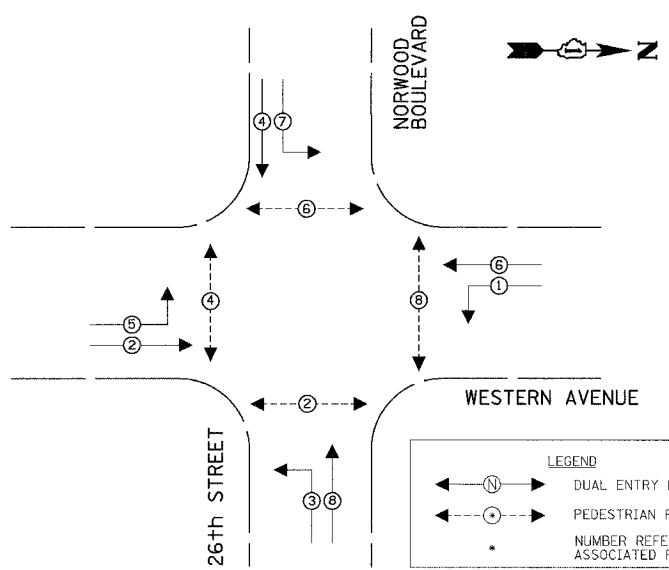 NORWOOD
BOULEVARD
N
4 7
6
6
1
4
8
5
2
2
WESTERN AVENUE
26th STREET
3 8
LEGEND
N DUAL ENTRY
* PEDESTRIAN
* NUMBER
ASSOCIATED